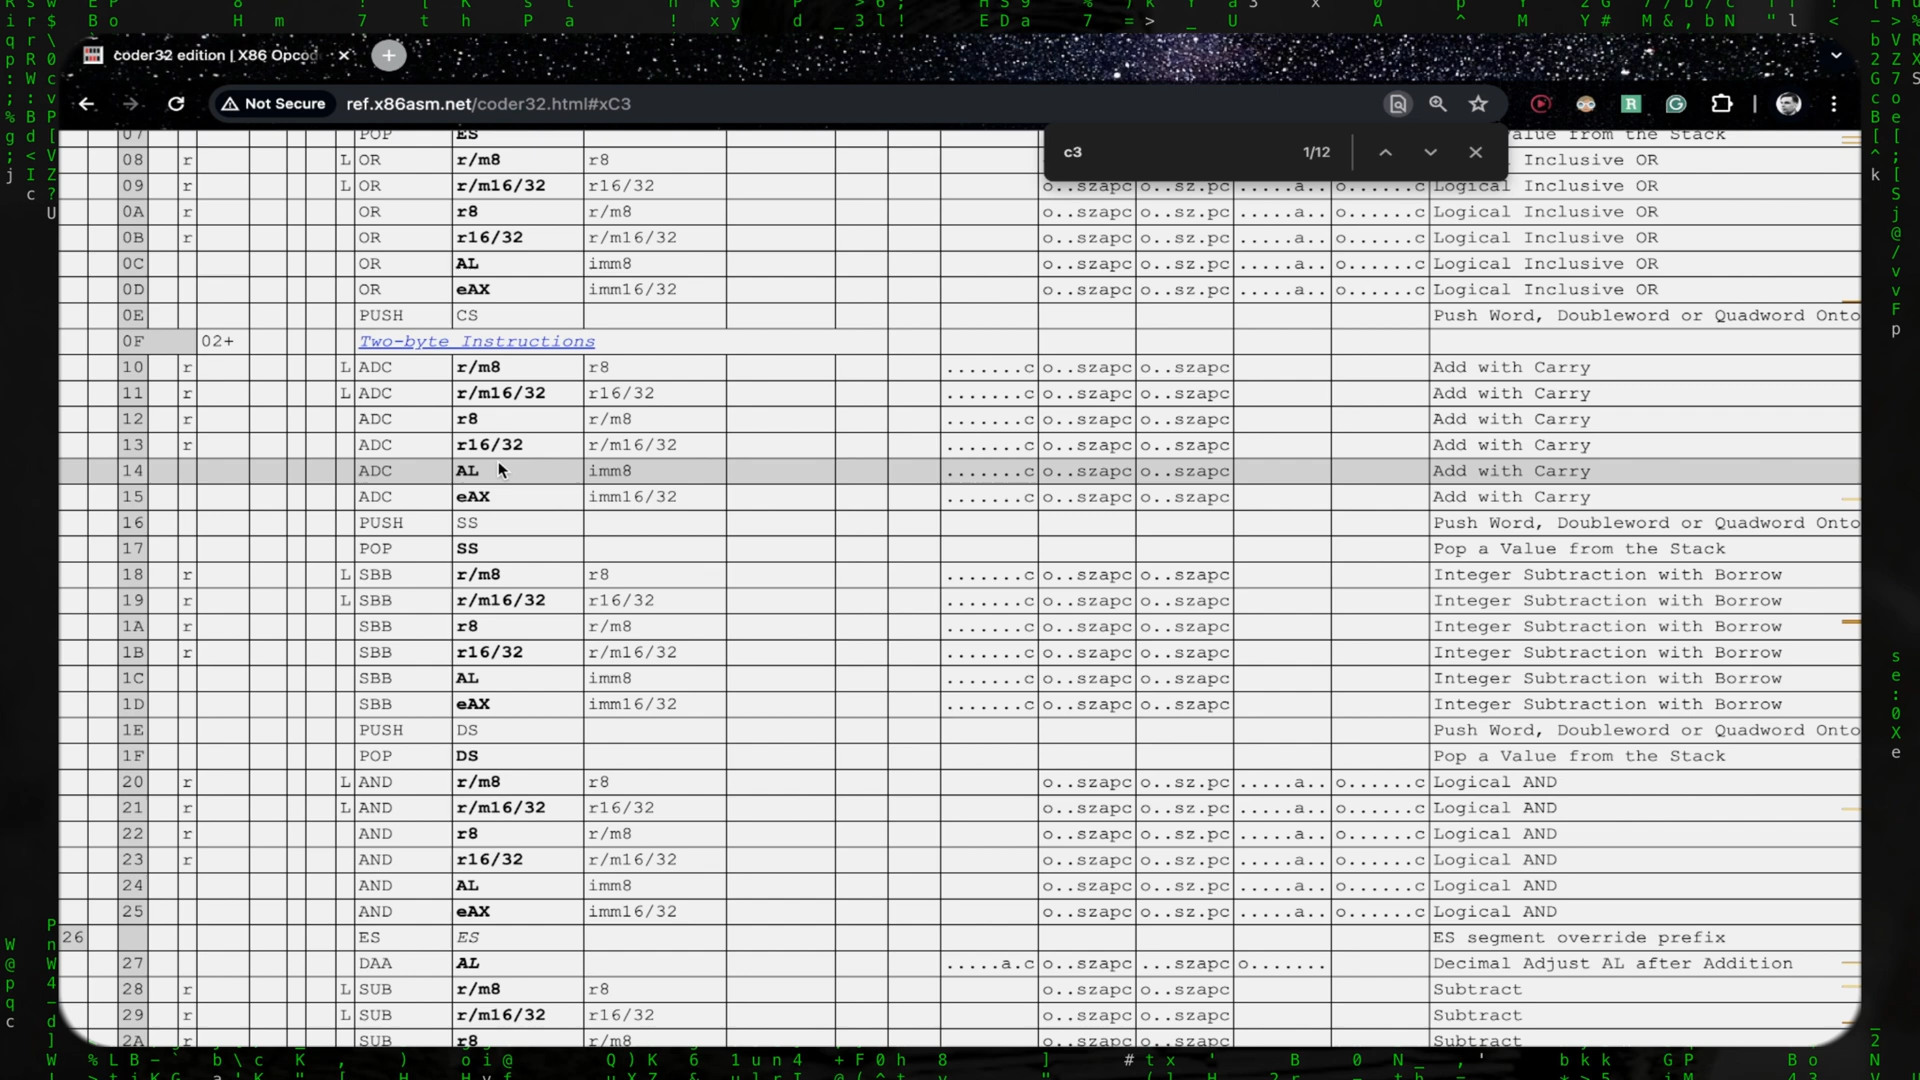 coder32 edition | X86 Opcod
Not Secure
ref.x86asm.net/coder32.html#xC3
c3
1/12
07 POP ES alue from the Stack
08 r L OR r/m8 r8 Inclusive OR
09 r L OR r/m16/32 r16/32 o..szapc o..sz.pc .....a.. o......c Logical Inclusive OR
0A r OR r8 r/m8 o..szapc o..sz.pc .....a.. o......c Logical Inclusive OR
0B r OR r16/32 r/m16/32 o..szapc o..sz.pc .....a.. o......c Logical Inclusive OR
0C OR AL imm8 o..szapc o..sz.pc .....a.. o......c Logical Inclusive OR
0D OR eAX imm16/32 o..szapc o..sz.pc .....a.. o......c Logical Inclusive OR
0E PUSH CS Push Word, Doubleword or Quadword Onto
0F 02+ Two-byte Instructions
10 r L ADC r/m8 r8 .......c o..szapc o..szapc Add with Carry
11 r L ADC r/m16/32 r16/32 .......c o..szapc o..szapc Add with Carry
12 r ADC r8 r/m8 .......c o..szapc o..szapc Add with Carry
13 r ADC r16/32 r/m16/32 .......c o..szapc o..szapc Add with Carry
14 ADC AL imm8 .......c o..szapc o..szapc Add with Carry
15 ADC eAX imm16/32 .......c o..szapc o..szapc Add with Carry
16 PUSH SS Push Word, Doubleword or Quadword Onto
17 POP SS Pop a Value from the Stack
18 r L SBB r/m8 r8 .......c o..szapc o..szapc Integer Subtraction with Borrow
19 r L SBB r/m16/32 r16/32 .......c o..szapc o..szapc Integer Subtraction with Borrow
1A r SBB r8 r/m8 .......c o..szapc o..szapc Integer Subtraction with Borrow
1B r SBB r16/32 r/m16/32 .......c o..szapc o..szapc Integer Subtraction with Borrow
1C SBB AL imm8 .......c o..szapc o..szapc Integer Subtraction with Borrow
1D SBB eAX imm16/32 .......c o..szapc o..szapc Integer Subtraction with Borrow
1E PUSH DS Push Word, Doubleword or Quadword Onto
1F POP DS Pop a Value from the Stack
20 r L AND r/m8 r8 o..szapc o..sz.pc .....a.. o......c Logical AND
21 r L AND r/m16/32 r16/32 o..szapc o..sz.pc .....a.. o......c Logical AND
22 r AND r8 r/m8 o..szapc o..sz.pc .....a.. o......c Logical AND
23 r AND r16/32 r/m16/32 o..szapc o..sz.pc .....a.. o......c Logical AND
24 AND AL imm8 o..szapc o..sz.pc .....a.. o......c Logical AND
25 AND eAX imm16/32 o..szapc o..sz.pc .....a.. o......c Logical AND
26 ES ES ES segment override prefix
27 DAA AL .....a.c o..szapc ...szapc o....... Decimal Adjust AL after Addition
28 r L SUB r/m8 r8 o..szapc o..szapc Subtract
29 r L SUB r/m16/32 r16/32 o..szapc o..szapc Subtract
2A r SUB r8 r/m8 o..szapc o..szapc Subtract